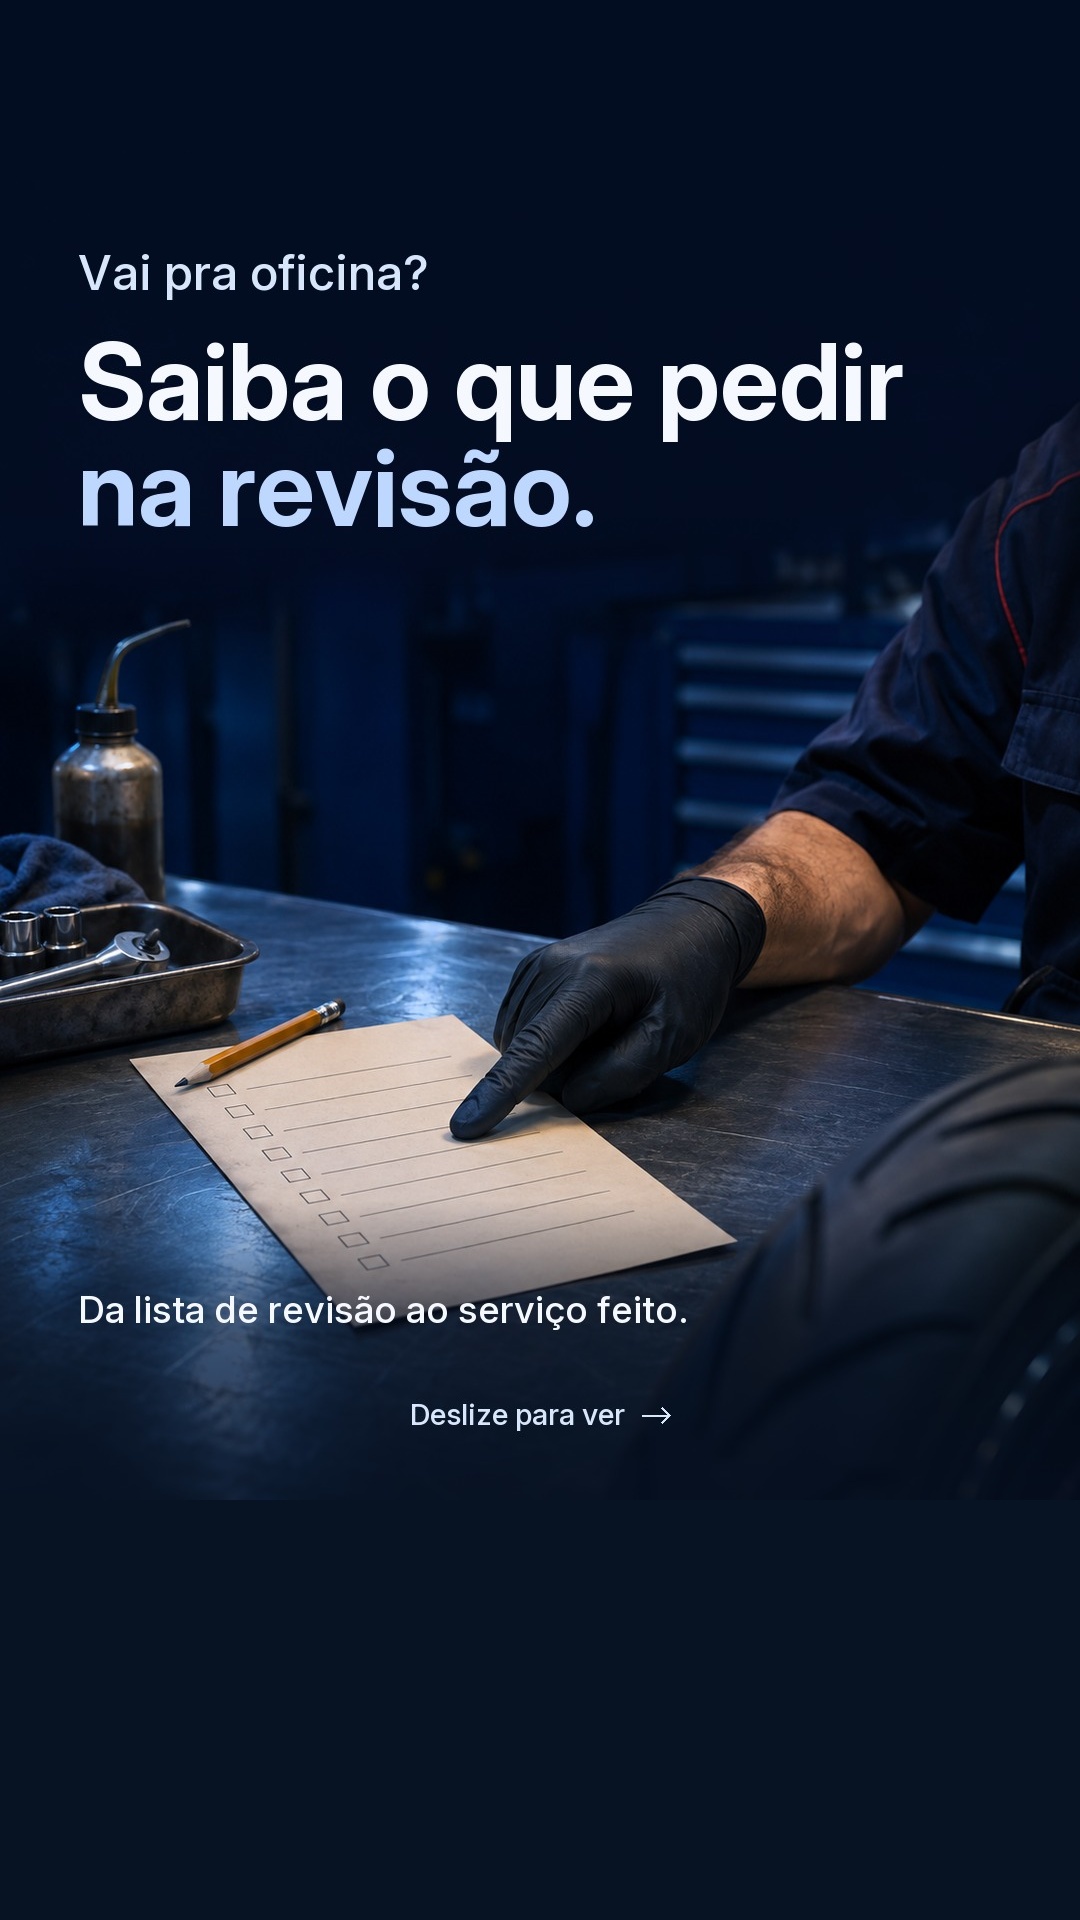 Vai pra oficina?
Saiba o que pedir
na revisão.
Da lista de revisão ao serviço feito.
Deslize para ver →